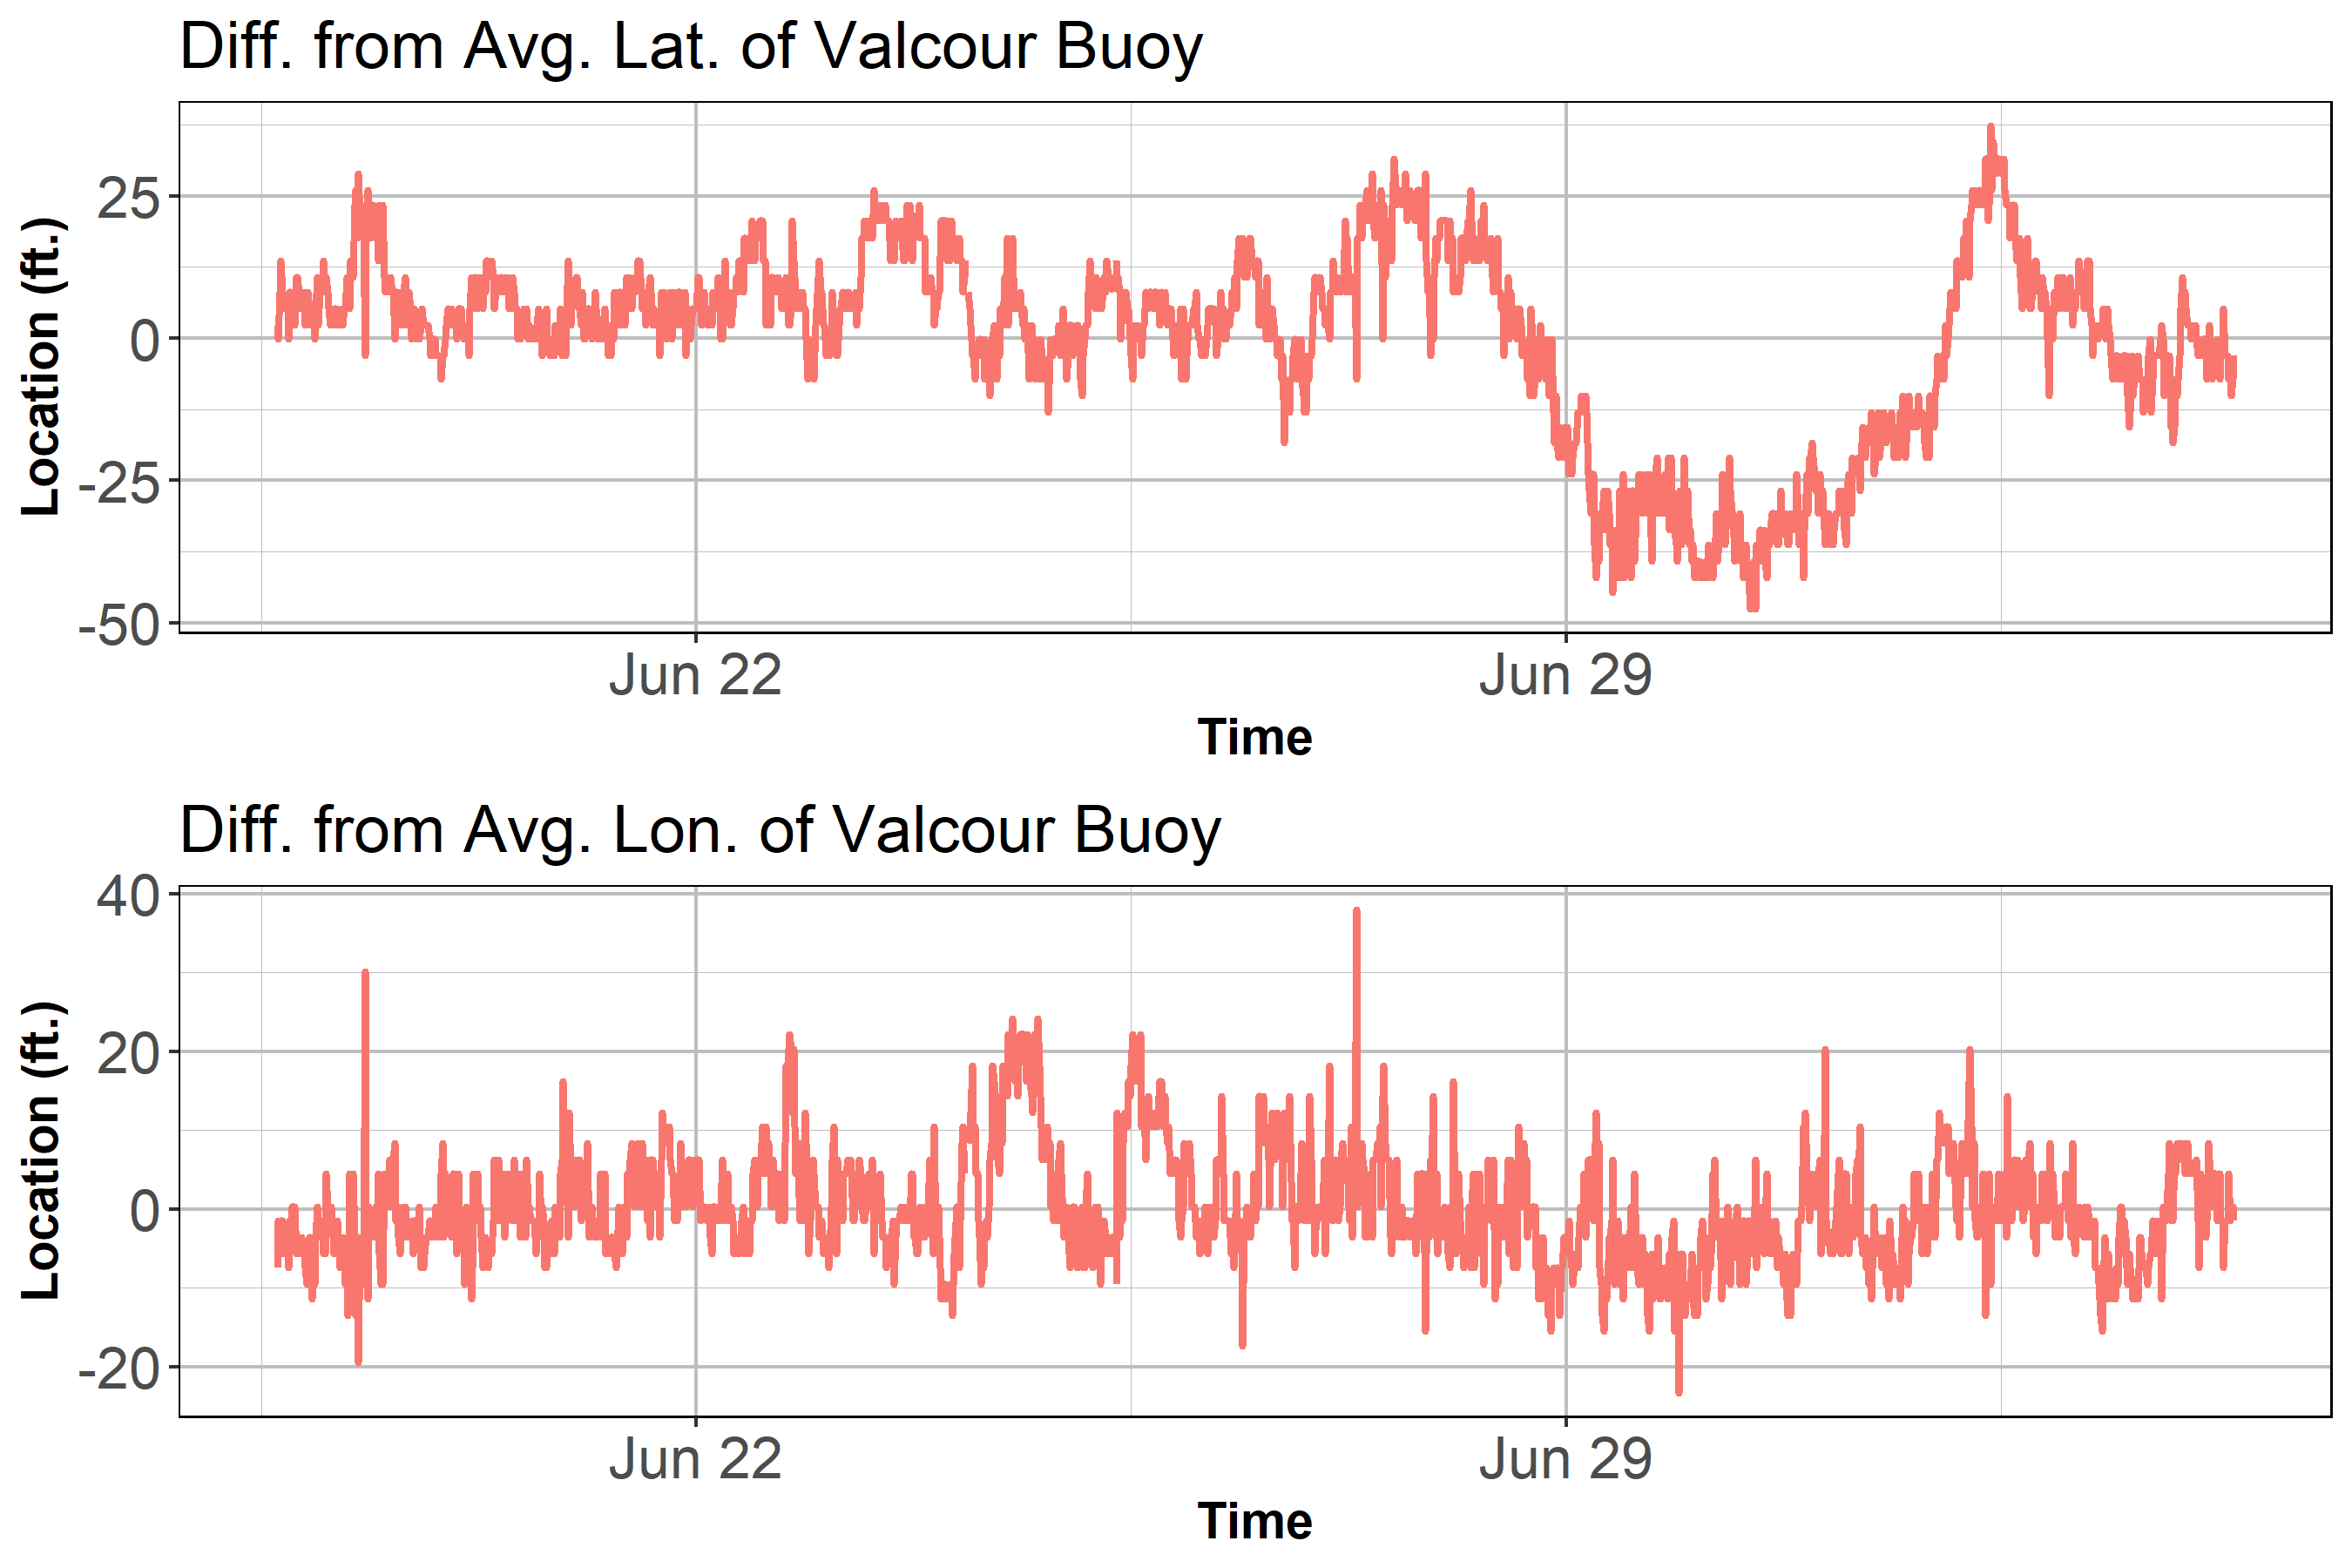 Diff. from Avg. Lat. of Valcour Buoy
Location (ft.)
25
0
-25
-50
Jun 22
Jun 29
Time
Diff. from Avg. Lon. of Valcour Buoy
Location (ft.)
40
20
0
-20
Jun 22
Jun 29
Time